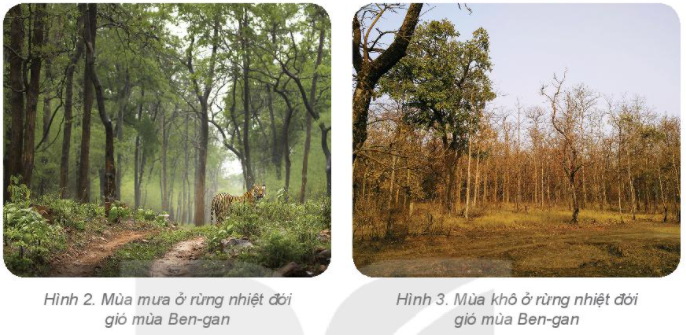 Hình 2. Mùa mưa ở rừng nhiệt đới
gió mùa Ben-gan
Hình 3. Mùa khô ở rừng nhiệt đới
gió mùa Ben-gan